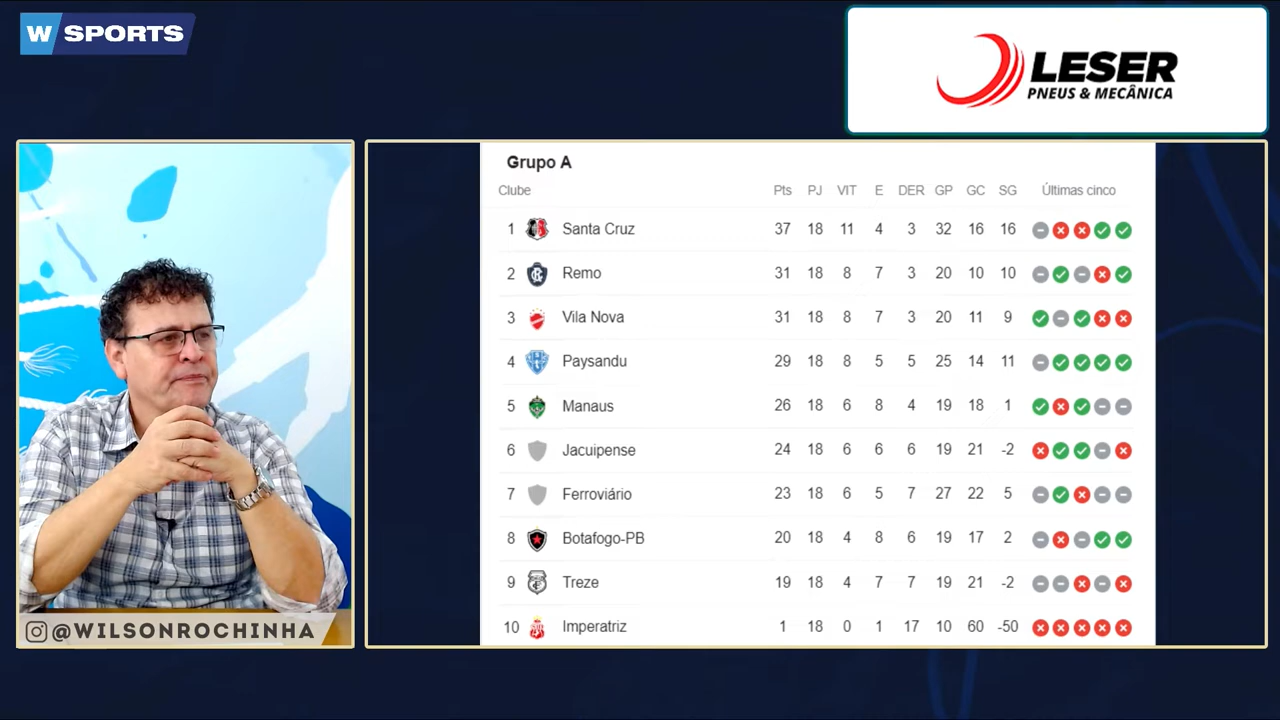 W SPORTS
LESER
PNEUS & MECÂNICA
Grupo A
Clube Pts PJ VIT E DER GP GC SG Últimas cinco
1 Santa Cruz 37 18 11 4 3 32 16 16
2 Remo 31 18 8 7 3 20 10 10
3 Vila Nova 31 18 8 7 3 20 11 9
4 Paysandu 29 18 8 5 5 25 14 11
5 Manaus 26 18 6 8 4 19 18 1
6 Jacuipense 24 18 6 6 6 19 21 -2
7 Ferroviário 23 18 6 5 7 27 22 5
8 Botafogo-PB 20 18 4 8 6 19 17 2
9 Treze 19 18 4 7 7 19 21 -2
10 Imperatriz 1 18 0 1 17 10 60 -50
@WILSONROCHINHA